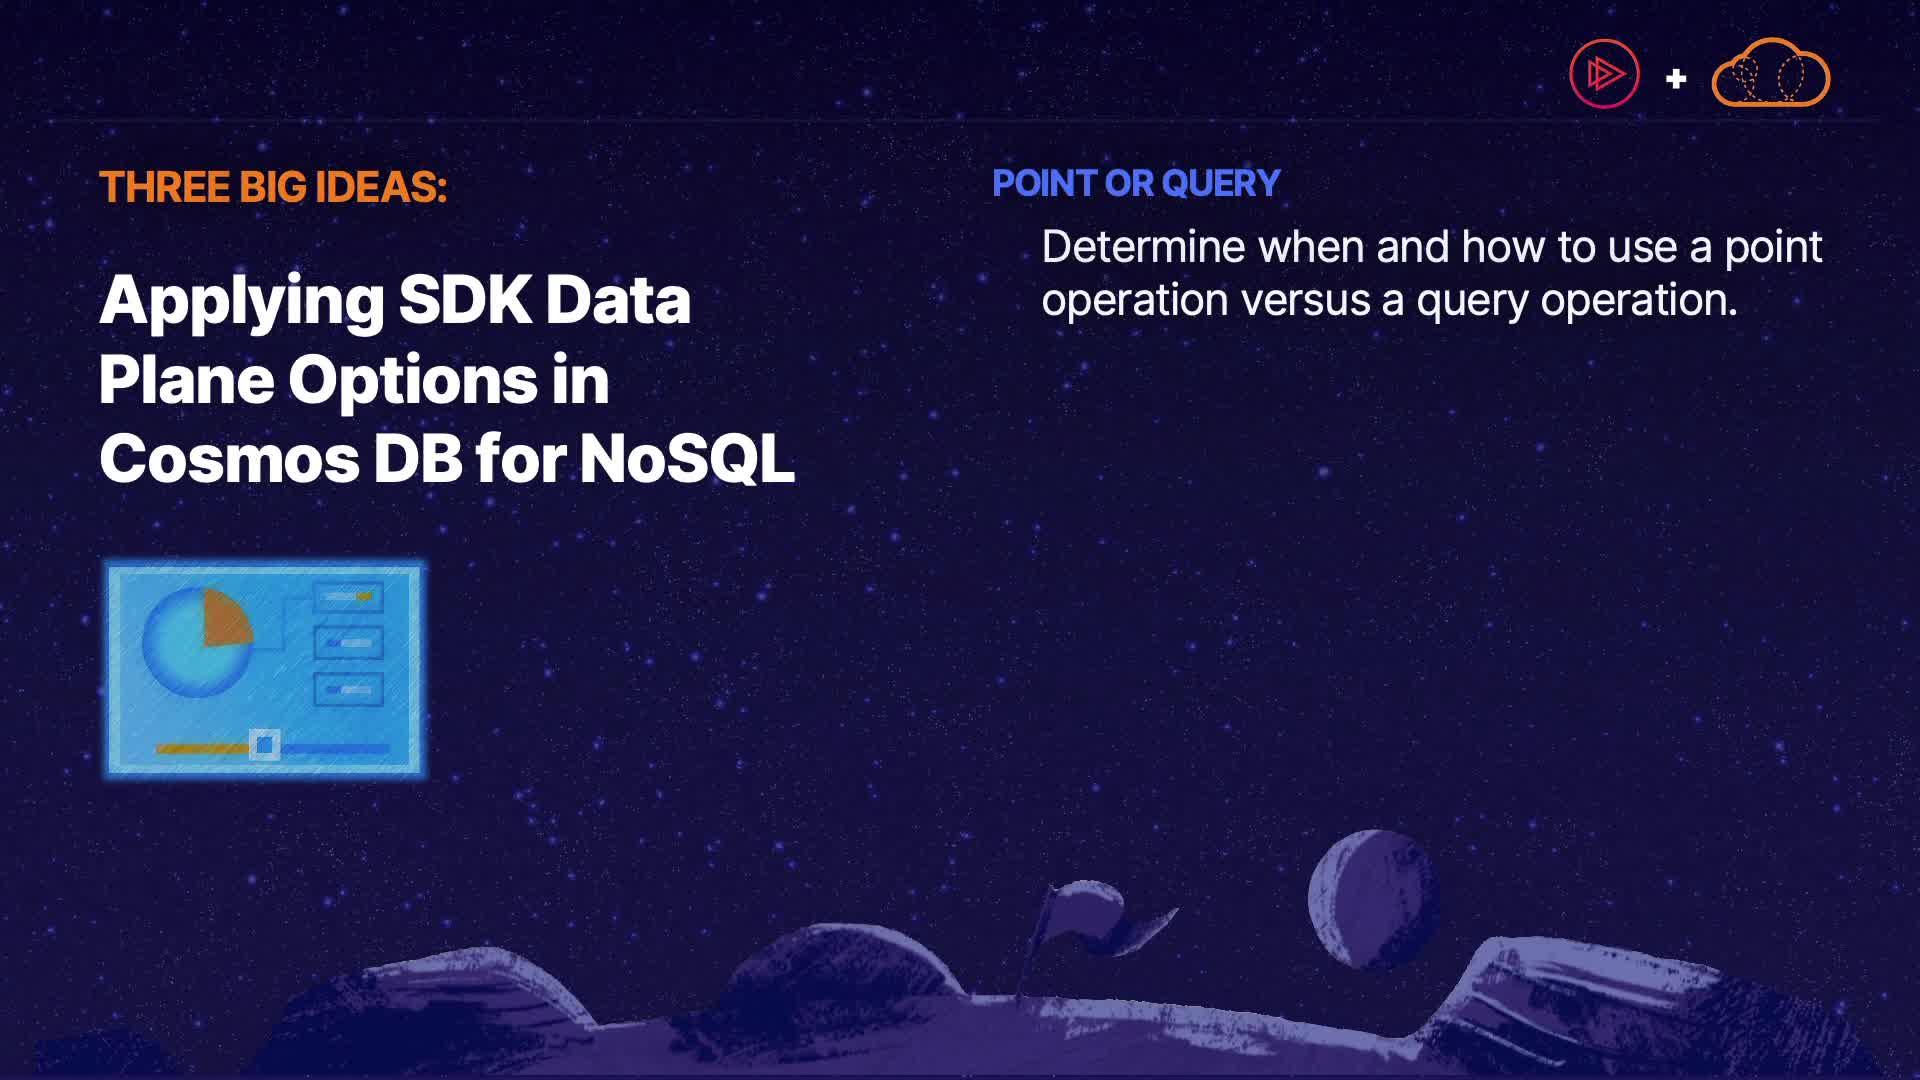 THREE BIG IDEAS:
Applying SDK Data
Plane Options in
Cosmos DB for NoSQL
POINT OR QUERY
Determine when and how to use a point
operation versus a query operation.